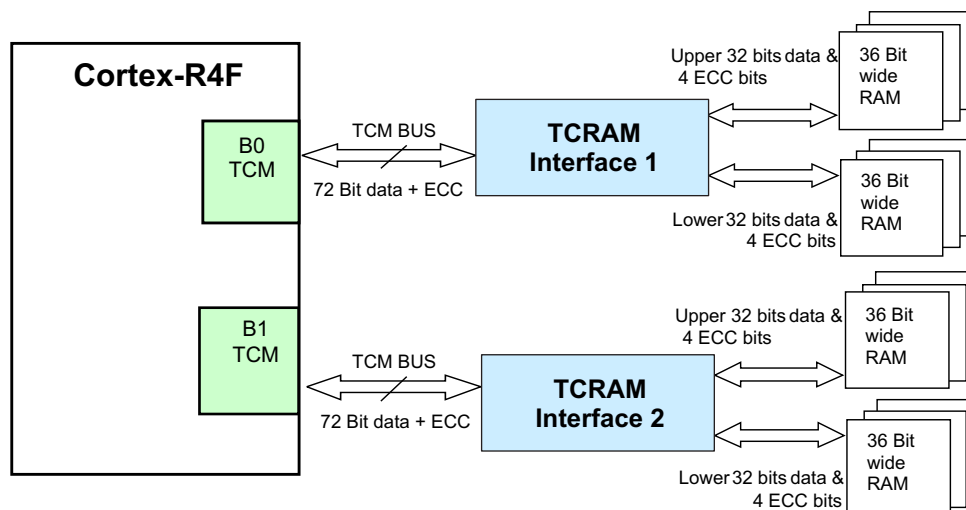 Cortex-R4F
B0
TCM
TCM BUS
72 Bit data + ECC
TCRAM
Interface 1
Upper 32 bits data &
4 ECC bits
36 Bit
wide
RAM
Lower 32 bits data &
4 ECC bits
36 Bit
wide
RAM
B1
TCM
TCM BUS
72 Bit data + ECC
TCRAM
Interface 2
Upper 32 bits data &
4 ECC bits
36 Bit
wide
RAM
Lower 32 bits data &
4 ECC bits
36 Bit
wide
RAM